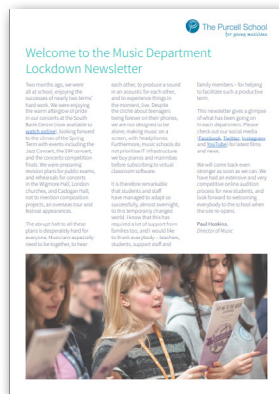 The Purcell School
for young musicians
Welcome to the Music Department
Lockdown Newsletter
Two months ago, we were
all at school, enjoying the
successes of nearly two terms'
hard work. We were enjoying
the warm afterglow of pride
in our concerts at the South
Bank Centre (now available to
watch online), looking forward
to the climax of the Spring
Term with events including the
Jazz Concert, the EIM concert,
and the concerto competition
finals. We were preparing
revision plans for public exams,
and rehearsals for concerts
in the Wigmore Hall, London
churches, and Cadogan Hall,
not to mention composition
projects, an overseas tour and
festival appearances.
The abrupt halt to all these
plans is desperately hard for
everyone. Musicians especially
need to be together, to hear
each other, to produce a sound
in an acoustic for each other,
and to experience things in
the moment, live. Despite
the cliché about teenagers
being forever on their phones,
we are not designed to be
alone, making music on a
screen, with headphones.
Furthermore, music schools do
not prioritise IT infrastructure:
we buy pianos and marimbas
before subscribing to virtual
classroom software.
It is therefore remarkable
that students and staff
have managed to adapt so
successfully, almost overnight,
to this temporarily changed
world. I know that this has
required a lot of support from
families too, and I would like
to thank everybody – teachers,
students, support staff and
family members – for helping
to facilitate such a productive
term.
This newsletter gives a glimpse
of what has been going on
in each department. Please
check out our social media
(Facebook, Twitter, Instagram
and YouTube) for latest films
and news.
We will come back even
stronger as soon as we can. We
have had an extensive and very
competitive online audition
process for new students, and
look forward to welcoming
everybody to the school when
the site re-opens.
Paul Hoskins,
Director of Music